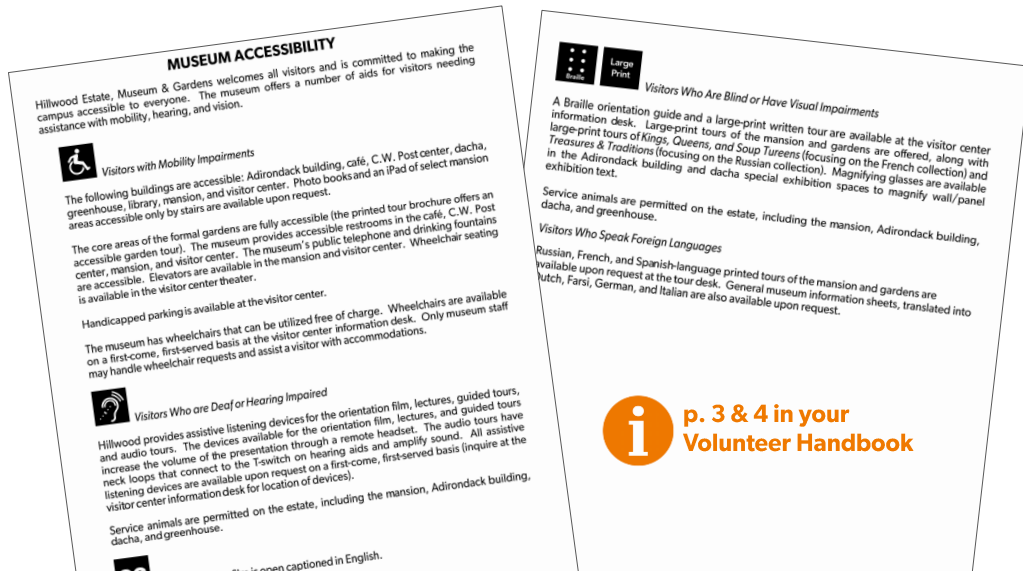 MUSEUM ACCESSIBILITY
Hillwood Estate, Museum & Gardens welcomes all visitors and is committed to making the
campus accessible to everyone. The museum offers a number of aids for visitors needing
assistance with mobility, hearing, and vision.
Visitors with Mobility Impairments
The following buildings are accessible: Adirondack building, café, C.W. Post center, dacha,
greenhouse, library, mansion, and visitor center. Photo books and an iPad of select mansion
areas accessible only by stairs are available upon request.
The core areas of the formal gardens are fully accessible (the printed tour brochure offers an
accessible garden tour). The museum provides accessible restrooms in the café, C.W. Post
center, mansion, and visitor center. The museum's public telephone and drinking fountains
are accessible. Elevators are available in the mansion and visitor center. Wheelchair seating
is available in the visitor center theater.
Handicapped parking is available at the visitor center.
The museum has wheelchairs that can be utilized free of charge. Wheelchairs are available
on a first-come, first-served basis at the visitor center information desk. Only museum staff
may handle wheelchair requests and assist a visitor with accommodations.
Visitors Who are Deaf or Hearing Impaired
Hillwood provides assistive listening devices for the orientation film, lectures, guided tours,
and audio tours. The devices available for the orientation film, lectures, and guided tours
increase the volume of the presentation through a remote headset. The audio tours have
neck loops that connect to the T-switch on hearing aids and amplify sound. All assistive
listening devices are available upon request on a first-come, first-served basis (inquire at the
visitor center information desk for location of devices).
Service animals are permitted on the estate, including the mansion, Adirondack building,
dacha, and greenhouse.
is open captioned in English.
Braille
Large
Print
Visitors Who Are Blind or Have Visual Impairments
A Braille orientation guide and a large-print written tour are available at the visitor center
information desk. Large-print tours of the mansion and gardens are offered, along with
large-print tours of Kings, Queens, and Soup Tureens (focusing on the French collection) and
Treasures & Traditions (focusing on the Russian collection). Magnifying glasses are available
in the Adirondack building and dacha special exhibition spaces to magnify wall/panel
exhibition text.
Service animals are permitted on the estate, including the mansion, Adirondack building,
dacha, and greenhouse.
Visitors Who Speak Foreign Languages
Russian, French, and Spanish-language printed tours of the mansion and gardens are
available upon request at the tour desk. General museum information sheets, translated into
Dutch, Farsi, German, and Italian are also available upon request.
i
p. 3 & 4 in your
Volunteer Handbook